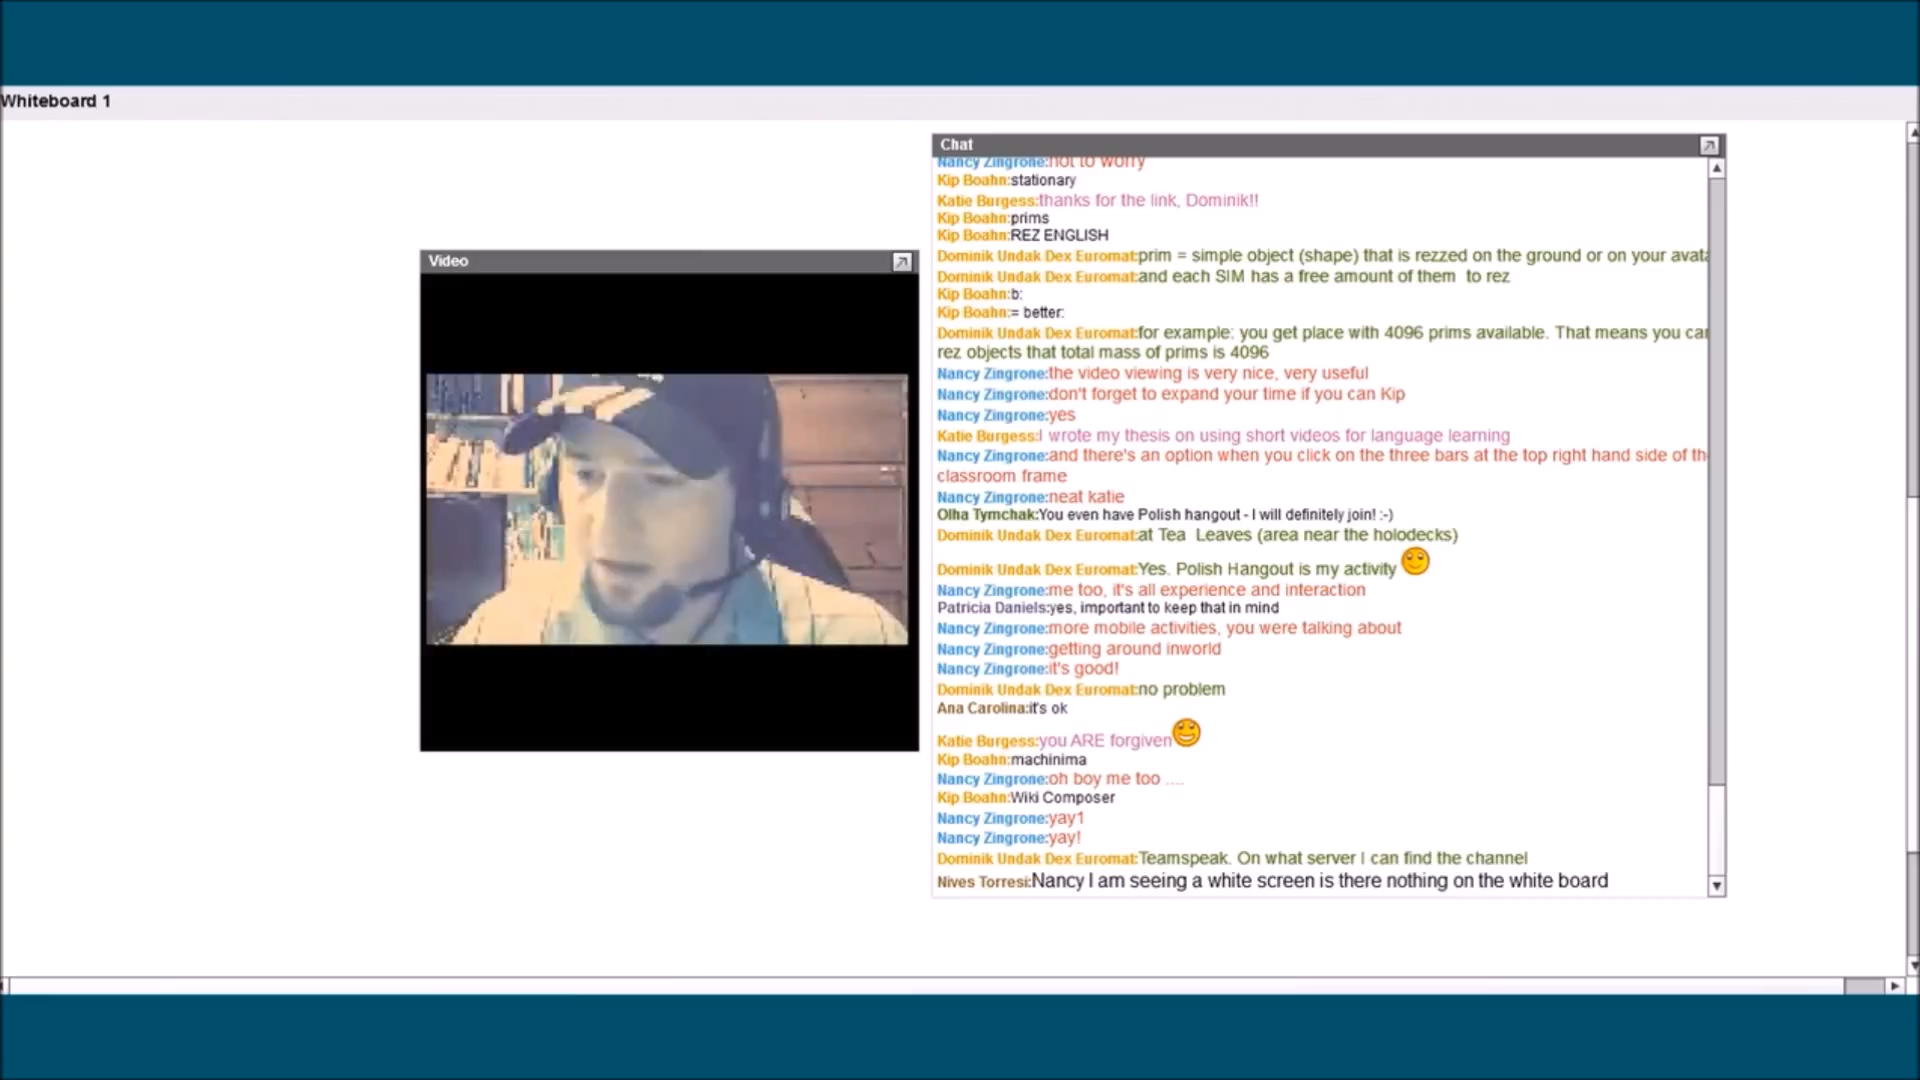 Whiteboard 1
Chat
Nancy Zingrone:not to worry
Kip Boahn:stationary
Katie Burgess:thanks for the link, Dominik!!
Kip Boahn:prims
Kip Boahn:REZ ENGLISH
Video
Dominik Undak Dex Euromat:prim = simple object (shape) that is rezzed on the ground or on your avata
Dominik Undak Dex Euromat:and each SIM has a free amount of them  to rez
Kip Boahn:b:
Kip Boahn:= better:
Dominik Undak Dex Euromat:for example: you get place with 4096 prims available. That means you can
rez objects that total mass of prims is 4096
Nancy Zingrone:the video viewing is very nice, very useful
Nancy Zingrone:don't forget to expand your time if you can Kip
Nancy Zingrone:yes
Katie Burgess:I wrote my thesis on using short videos for language learning
Nancy Zingrone:and there's an option when you click on the three bars at the top right hand side of th
classroom frame
Nancy Zingrone:neat katie
Olha Tymchak:You even have Polish hangout - I will definitely join! :-)
Dominik Undak Dex Euromat:at Tea  Leaves (area near the holodecks)
Dominik Undak Dex Euromat:Yes. Polish Hangout is my activity
Nancy Zingrone:me too, it's all experience and interaction
Patricia Daniels:yes, important to keep that in mind
Nancy Zingrone:more mobile activities, you were talking about
Nancy Zingrone:getting around inworld
Nancy Zingrone:it's good!
Dominik Undak Dex Euromat:no problem
Ana Carolina:it's ok
Katie Burgess:you ARE forgiven
Kip Boahn:machinima
Nancy Zingrone:oh boy me too ....
Kip Boahn:Wiki Composer
Nancy Zingrone:yay1
Nancy Zingrone:yay!
Dominik Undak Dex Euromat:Teamspeak. On what server I can find the channel
Nives Torresi:Nancy I am seeing a white screen is there nothing on the white board